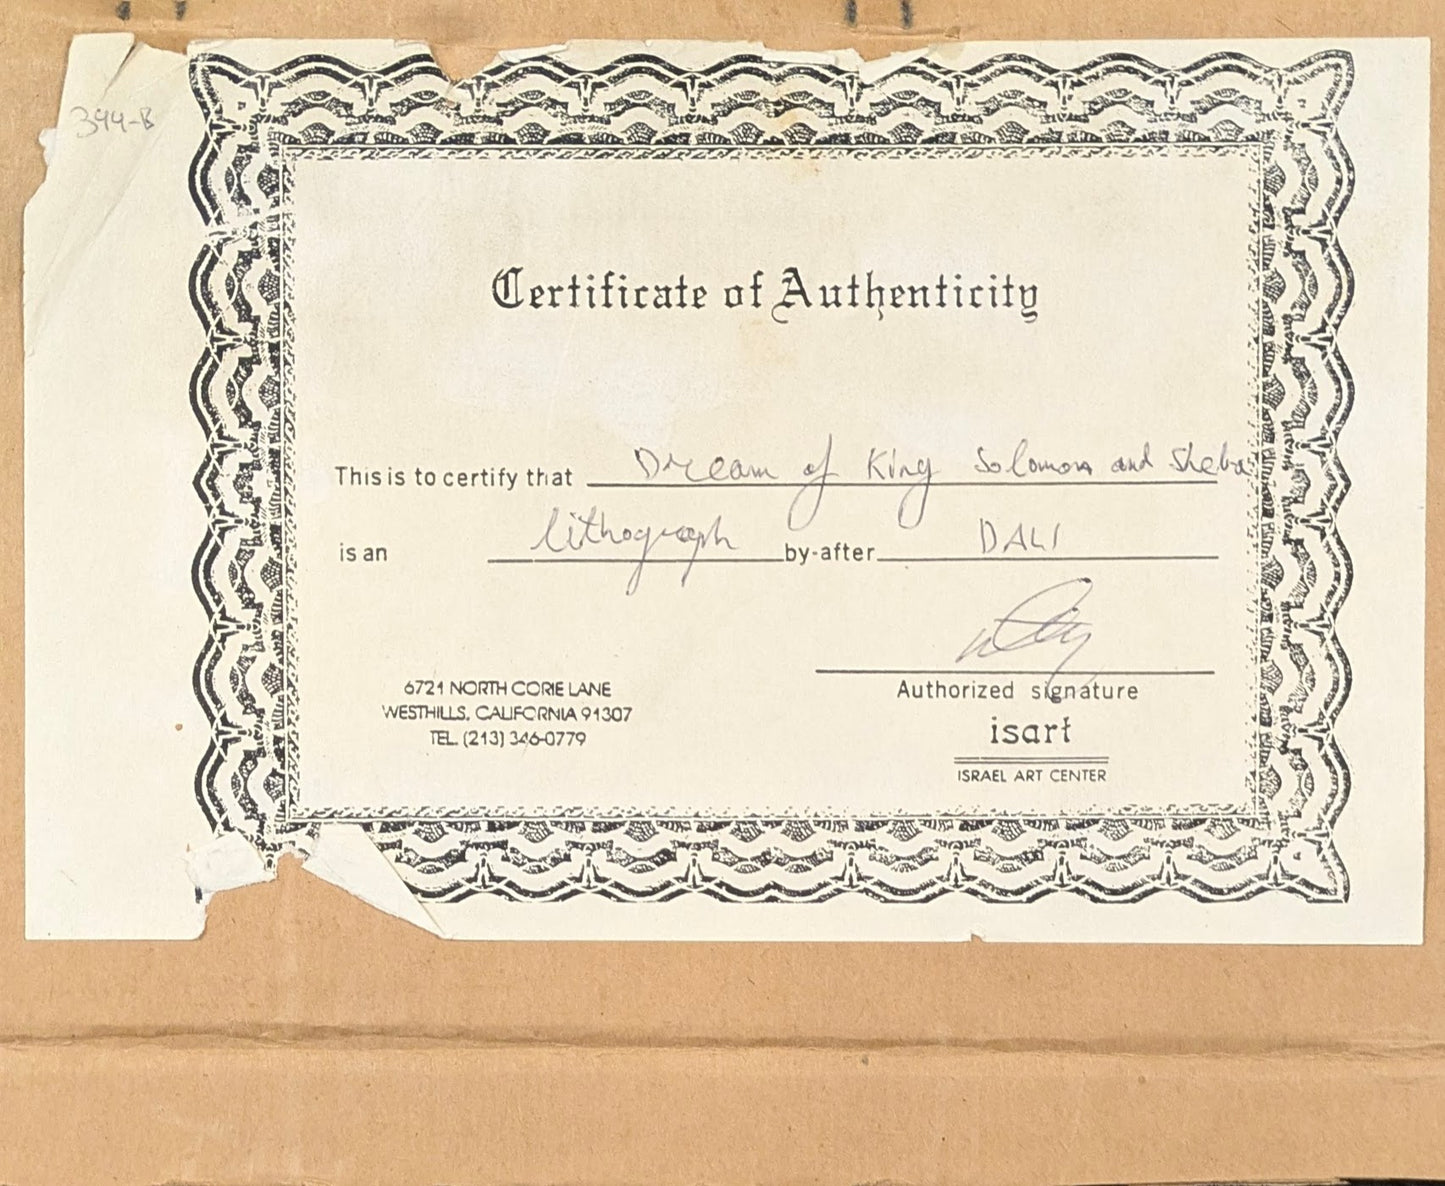 394-B
Certificate of Authenticity
This is to certify that Dream of King Solomon and Sheba
is an lithograph by-after DALI
6721 NORTH CORIE LANE
WESTHILLS, CALIFORNIA 91307
TEL. (213) 346-0779
Authorized signature
isart
ISRAEL ART CENTER